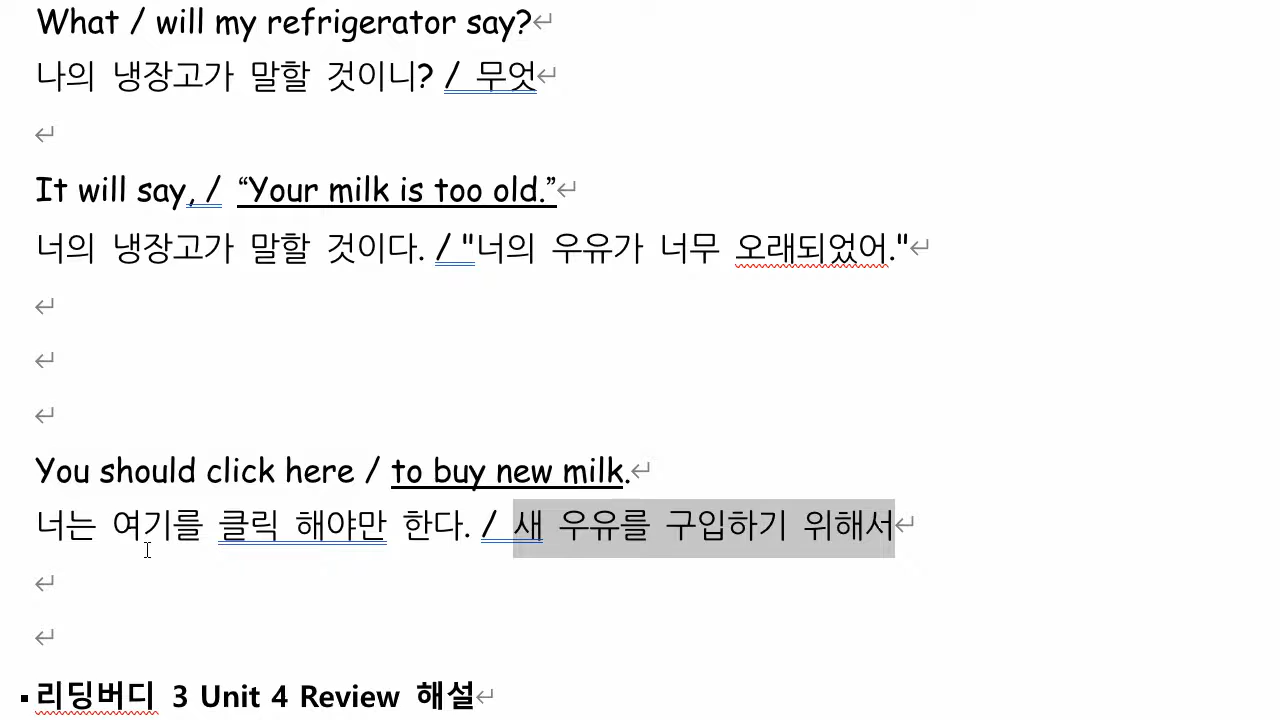 What / will my refrigerator say?
나의 냉장고가 말할 것이니? / 무엇
It will say, / “Your milk is too old.”
너의 냉장고가 말할 것이다. / "너의 우유가 너무 오래되었어."
You should click here / to buy new milk.
너는 여기를 클릭 해야만 한다. / 새 우유를 구입하기 위해서
리딩버디 3 Unit 4 Review 해설